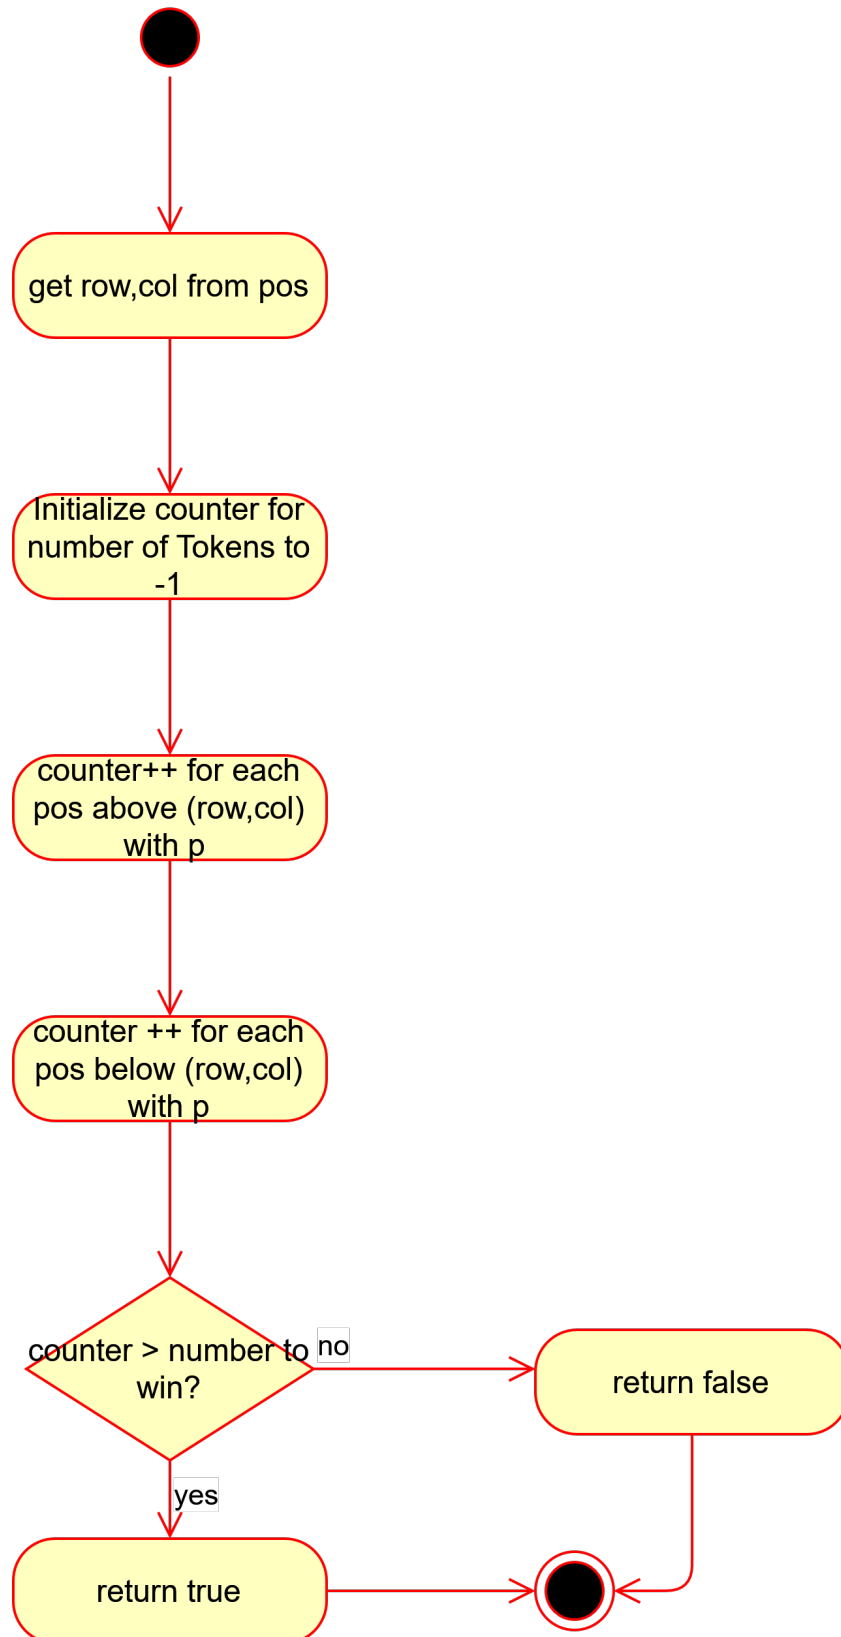 get row,col from pos
Initialize counter for
number of Tokens to
-1
counter++ for each
pos above (row,col)
with p
counter ++ for each
pos below (row,col)
with p
counter > number to
win?
no
return false
yes
return true